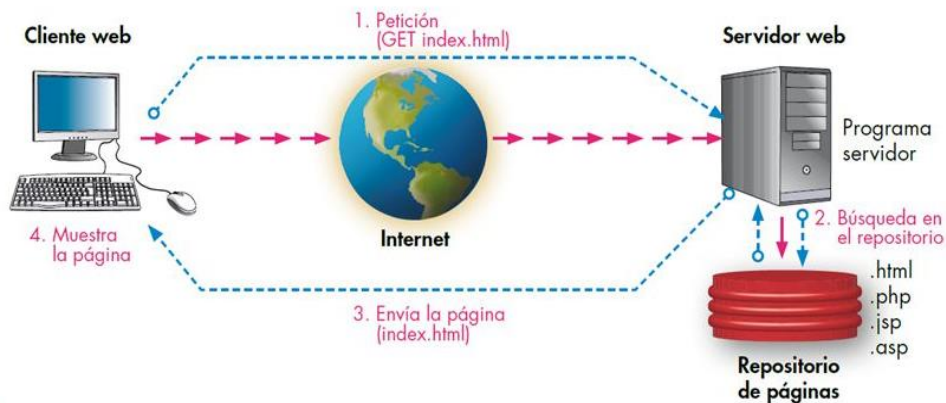 Cliente web
1. Petición
(GET index.html)
Servidor web
Programa
servidor
Internet
4. Muestra
la página
2. Búsqueda en
el repositorio
3. Envía la página
(index.html)
.html
.php
.jsp
.asp
Repositorio
de páginas